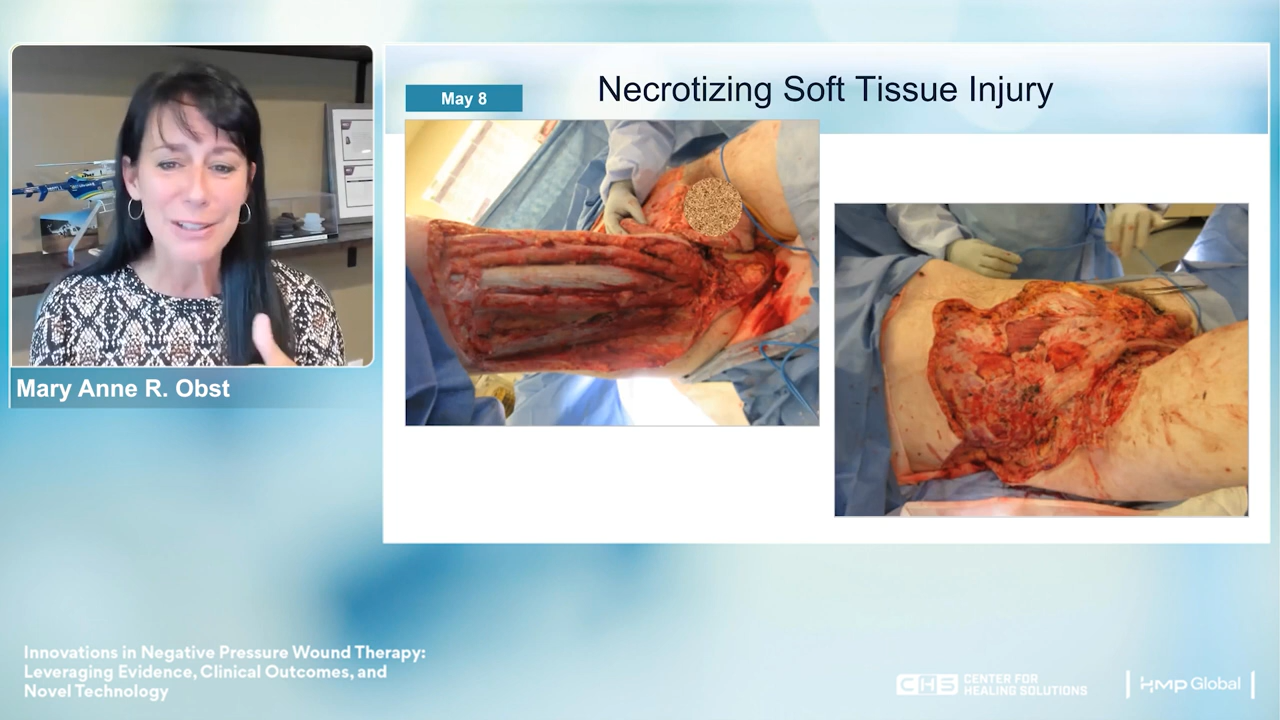 May 8
Necrotizing Soft Tissue Injury
Mary Anne R. Obst
Innovations in Negative Pressure Wound Therapy:
Leveraging Evidence, Clinical Outcomes, and
Novel Technology
CHS
CENTER FOR
HEALING SOLUTIONS
HMP Global